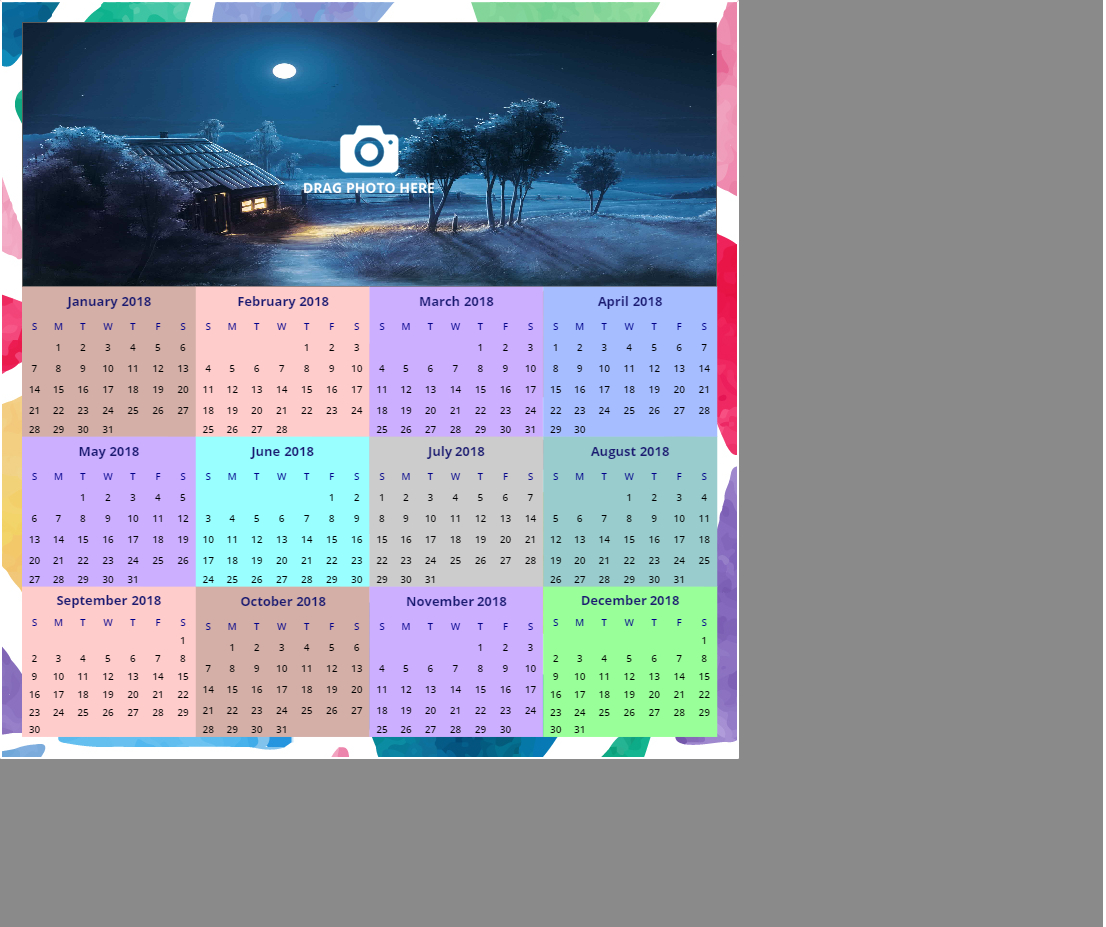 DRAG PHOTO HERE
January 2018
S M T W T F S
1 2 3 4 5 6
7 8 9 10 11 12 13
14 15 16 17 18 19 20
21 22 23 24 25 26 27
28 29 30 31
February 2018
S M T W T F S
1 2 3
4 5 6 7 8 9 10
11 12 13 14 15 16 17
18 19 20 21 22 23 24
25 26 27 28
March 2018
S M T W T F S
1 2 3
4 5 6 7 8 9 10
11 12 13 14 15 16 17
18 19 20 21 22 23 24
25 26 27 28 29 30 31
April 2018
S M T W T F S
1 2 3 4 5 6 7
8 9 10 11 12 13 14
15 16 17 18 19 20 21
22 23 24 25 26 27 28
29 30
May 2018
S M T W T F S
1 2 3 4 5
6 7 8 9 10 11 12
13 14 15 16 17 18 19
20 21 22 23 24 25 26
27 28 29 30 31
June 2018
S M T W T F S
1 2
3 4 5 6 7 8 9
10 11 12 13 14 15 16
17 18 19 20 21 22 23
24 25 26 27 28 29 30
July 2018
S M T W T F S
1 2 3 4 5 6 7
8 9 10 11 12 13 14
15 16 17 18 19 20 21
22 23 24 25 26 27 28
29 30 31
August 2018
S M T W T F S
1 2 3 4
5 6 7 8 9 10 11
12 13 14 15 16 17 18
19 20 21 22 23 24 25
26 27 28 29 30 31
September 2018
S M T W T F S
1
2 3 4 5 6 7 8
9 10 11 12 13 14 15
16 17 18 19 20 21 22
23 24 25 26 27 28 29
30
October 2018
S M T W T F S
1 2 3 4 5 6
7 8 9 10 11 12 13
14 15 16 17 18 19 20
21 22 23 24 25 26 27
28 29 30 31
November 2018
S M T W T F S
1 2 3
4 5 6 7 8 9 10
11 12 13 14 15 16 17
18 19 20 21 22 23 24
25 26 27 28 29 30
December 2018
S M T W T F S
1
2 3 4 5 6 7 8
9 10 11 12 13 14 15
16 17 18 19 20 21 22
23 24 25 26 27 28 29
30 31